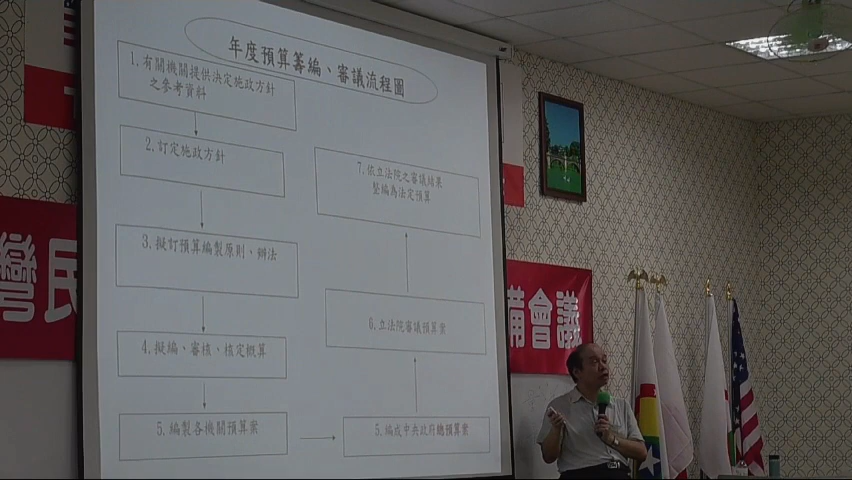 年度預算籌編、審議流程圖
1.有關機關提供決定施政方針
之參考資料
2.訂定施政方針
3.擬訂預算編製原則、辦法
4.擬編、審核、核定概算
5.編製各機關預算案
5.編成中央政府總預算案
6.立法院審議預算案
7.依立法院之審議結果
整編為法定預算
灣民
備會議